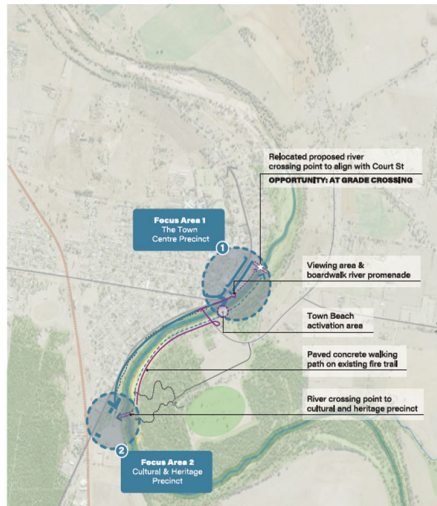 Relocated proposed river
crossing point to align with Court St
OPPORTUNITY: AT GRADE CROSSING
Focus Area 1
The Town
Centre Precinct
1
Viewing area &
boardwalk river promenade
Town Beach
activation area
Paved concrete walking
path on existing fire trail
River crossing point to
cultural and heritage precinct
2
Focus Area 2
Cultural & Heritage
Precinct